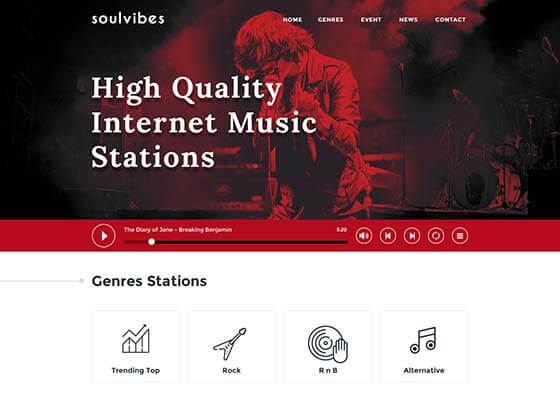 soulvibes
HOME GENRES EVENT NEWS CONTACT
High Quality
Internet Music
Stations
The Diary of Jane - Breaking Benjamin 3:20
Genres Stations
Trending Top Rock R n B Alternative